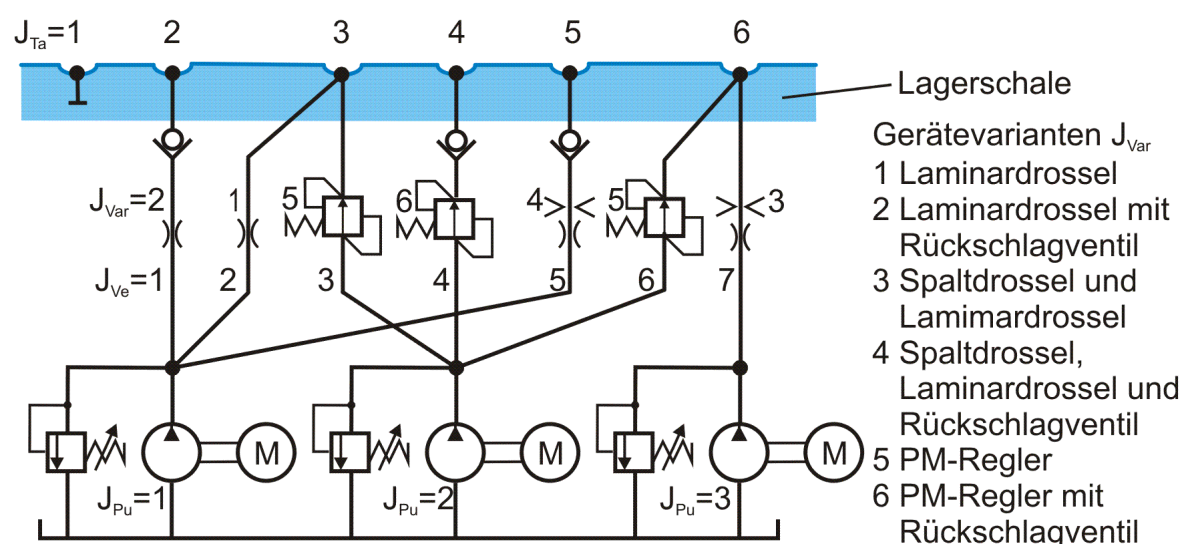 J_Ta=1 2 3 4 5 6
Lagerschale
Gerätevarianten J_Var
1 Laminardrossel
2 Laminardrossel mit
Rückschlagventil
3 Spaltdrossel und
Lamimardrossel
4 Spaltdrossel,
Laminardrossel und
Rückschlagventil
5 PM-Regler
6 PM-Regler mit
Rückschlagventil
J_Var=2 1 5 6 4 5 3
J_Ve=1 2 3 4 5 6 7
M M M
J_Pu=1 J_Pu=2 J_Pu=3